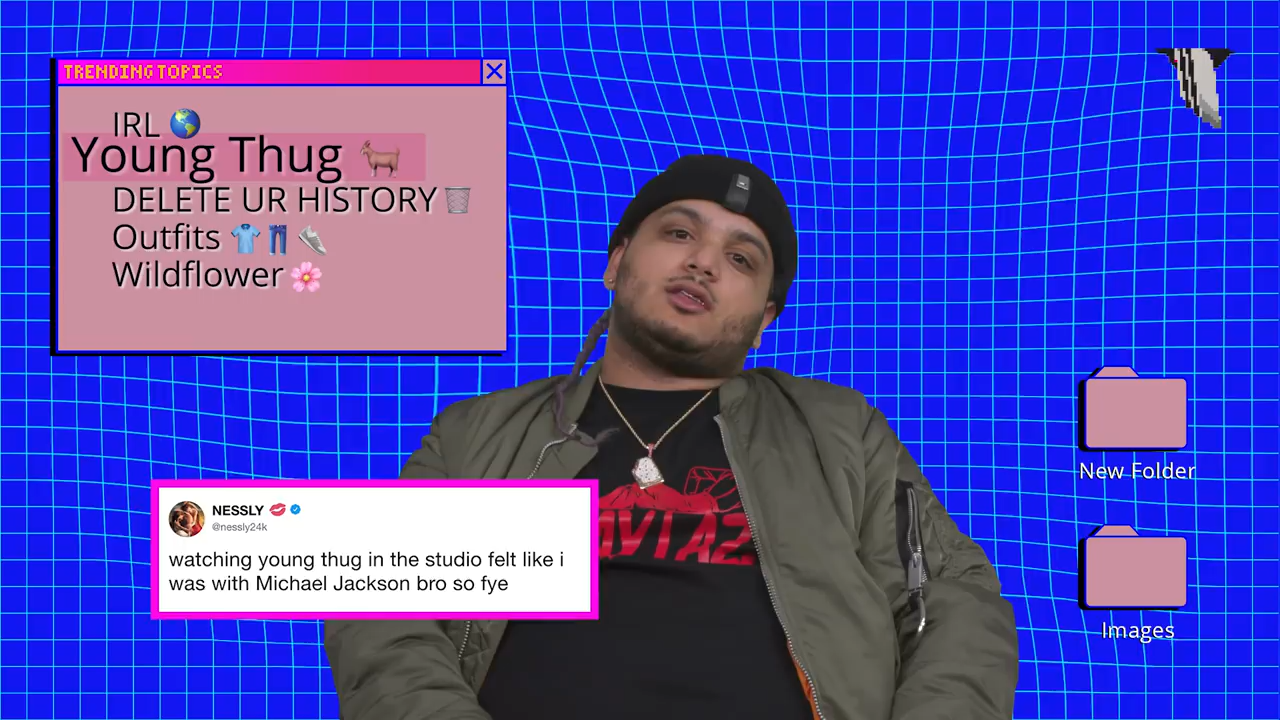 TRENDING TOPICS
IRL 🌎
Young Thug 🐐
DELETE UR HISTORY 🗑️
Outfits 👕👖👟
Wildflower 🌸
NESSLY 💋
@nessly24k
watching young thug in the studio felt like i
was with Michael Jackson bro so fye
New Folder
Images